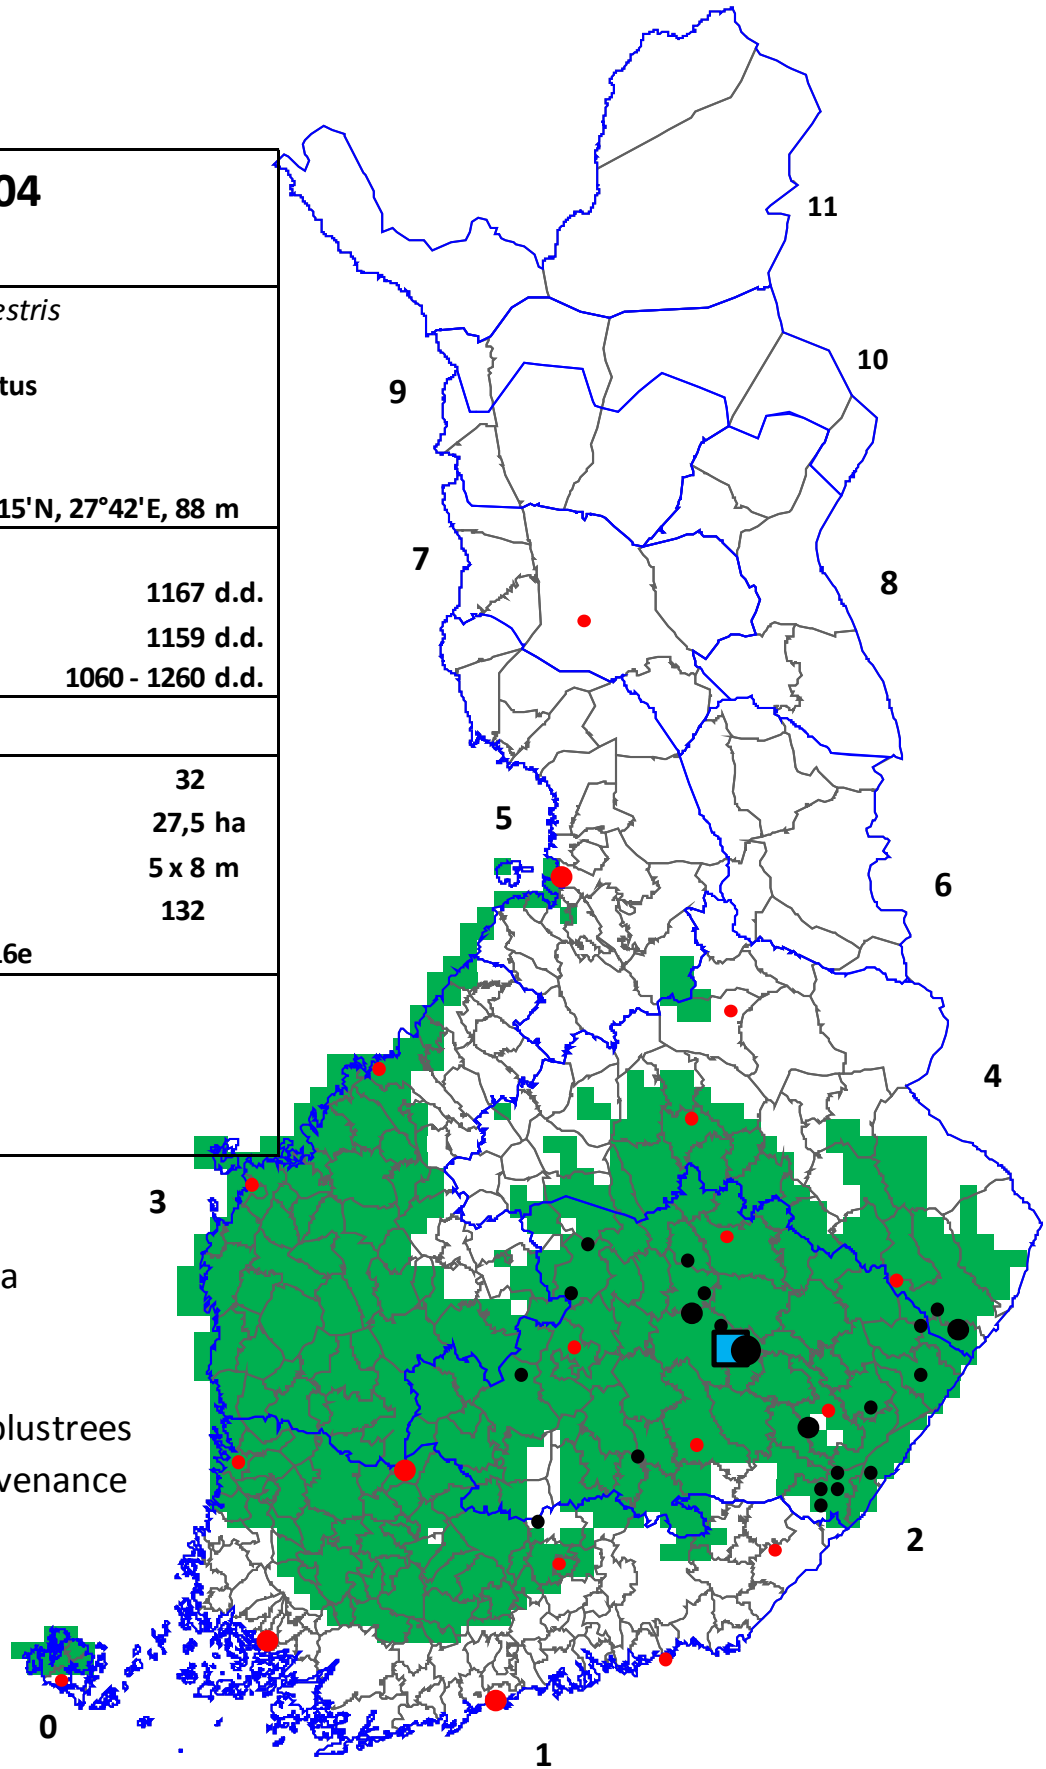 04
estris
tus
15'N, 27°42'E, 88 m
1167 d.d.
1159 d.d.
1060 - 1260 d.d.
32
27,5 ha
5 x 8 m
132
16e
a
plustrees
venance
11
10
9
7
8
5
6
4
3
2
0
1